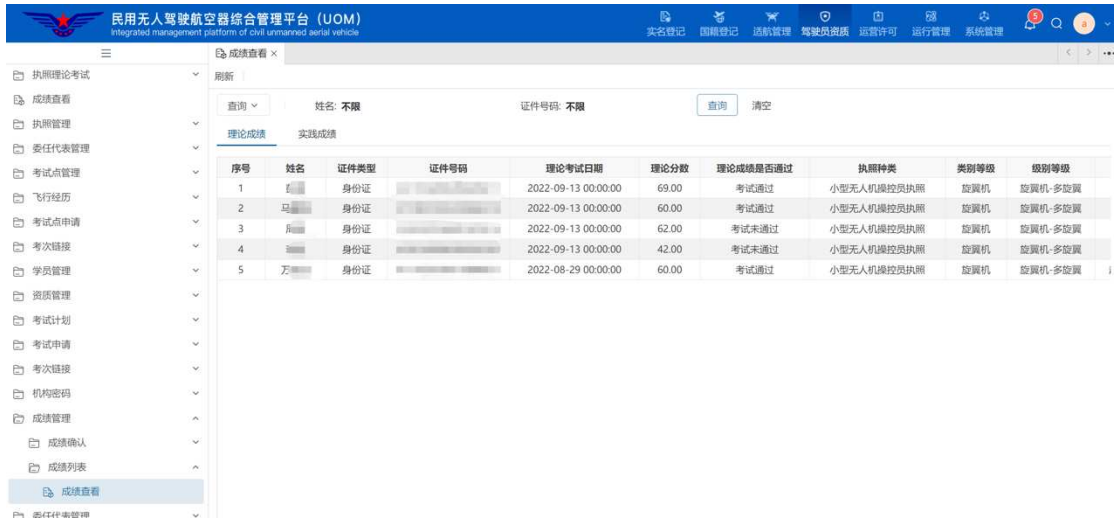 民用无人驾驶航空器综合管理平台（UOM）
Integrated management platform of civil unmanned aerial vehicle
实名登记 国籍登记 适航管理 驾驶员资质 运营许可 运行管理 系统管理 5 a
成绩查看 ×
执照理论考试
成绩查看
执照管理
委任代表管理
考试点管理
飞行经历
考试点申请
考次链接
学员管理
资质管理
考试计划
考试申请
考次链接
机构密码
成绩管理
成绩确认
成绩列表
成绩查看
委任代表管理
刷新
查询 姓名: 不限 证件号码: 不限 查询 清空
理论成绩 实践成绩
序号 姓名 证件类型 证件号码 理论考试日期 理论分数 理论成绩是否通过 执照种类 类别等级 级别等级
1 身份证 2022-09-13 00:00:00 69.00 考试通过 小型无人机操控员执照 旋翼机 旋翼机-多旋翼
2 马 身份证 2022-09-13 00:00:00 60.00 考试通过 小型无人机操控员执照 旋翼机 旋翼机-多旋翼
3 身份证 2022-09-13 00:00:00 62.00 考试未通过 小型无人机操控员执照 旋翼机 旋翼机-多旋翼
4 身份证 2022-09-13 00:00:00 42.00 考试未通过 小型无人机操控员执照 旋翼机 旋翼机-多旋翼
5 万 身份证 2022-08-29 00:00:00 60.00 考试通过 小型无人机操控员执照 旋翼机 旋翼机-多旋翼